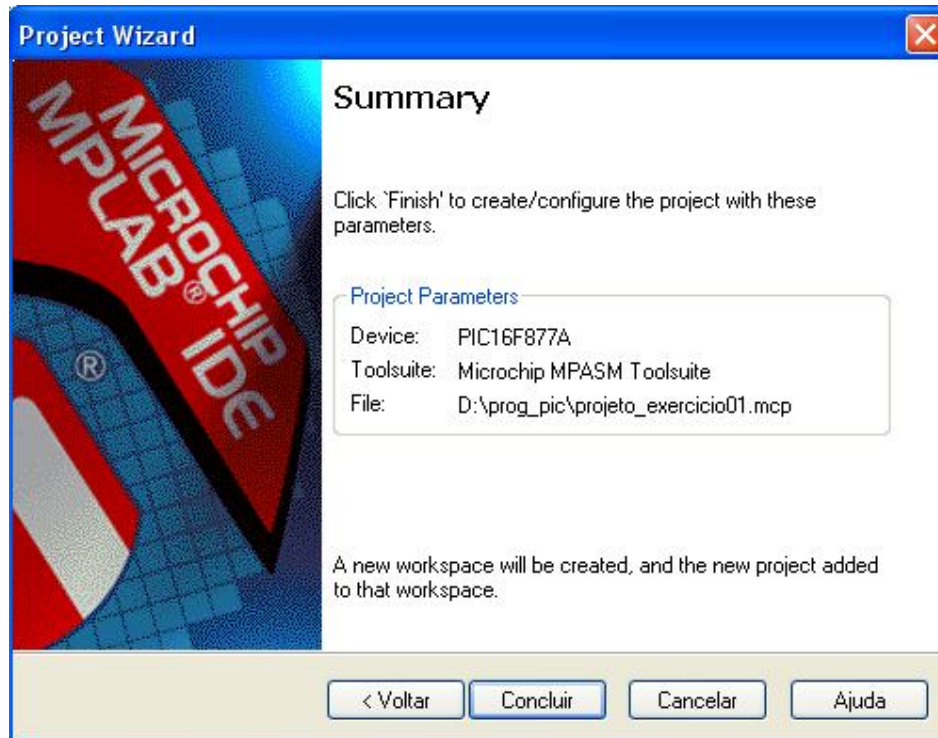 Project Wizard
MICROCHIP
MPLAB® IDE
®
Summary
Click `Finish' to create/configure the project with these
parameters.
Project Parameters
Device: PIC16F877A
Toolsuite: Microchip MPASM Toolsuite
File: D:\prog_pic\projeto_exercicio01.mcp
A new workspace will be created, and the new project added
to that workspace.
< Voltar Concluir Cancelar Ajuda